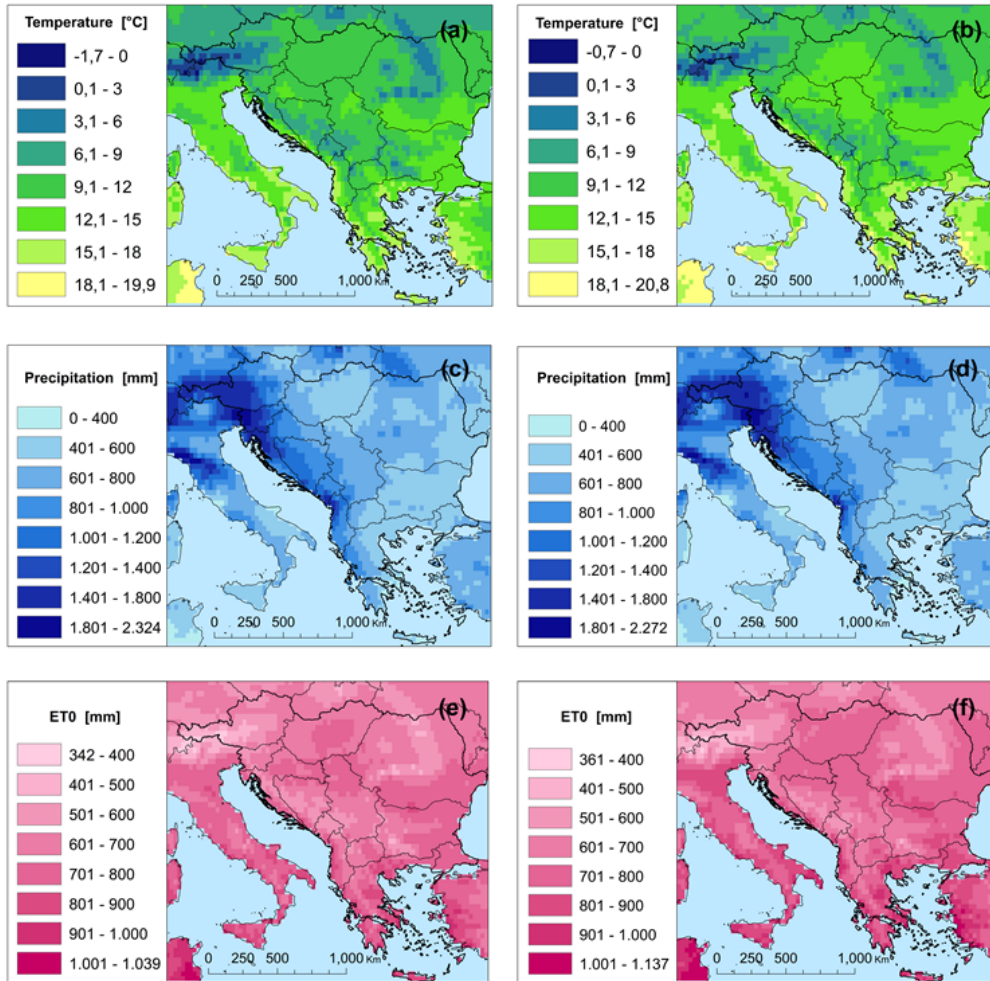 Temperature [°C]
-1,7 - 0
0,1 - 3
3,1 - 6
6,1 - 9
9,1 - 12
12,1 - 15
15,1 - 18
18,1 - 19,9
(a)
0 250 500 1,000 Km
Temperature [°C]
-0,7 - 0
0,1 - 3
3,1 - 6
6,1 - 9
9,1 - 12
12,1 - 15
15,1 - 18
18,1 - 20,8
(b)
0 250 500 1,000 Km
Precipitation [mm]
0 - 400
401 - 600
601 - 800
801 - 1.000
1.001 - 1.200
1.201 - 1.400
1.401 - 1.800
1.801 - 2.324
(c)
0 250 500 1,000 Km
Precipitation [mm]
0 - 400
401 - 600
601 - 800
801 - 1.000
1.001 - 1.200
1.201 - 1.400
1.401 - 1.800
1.801 - 2.272
(d)
0 250 500 1,000 Km
ET0 [mm]
342 - 400
401 - 500
501 - 600
601 - 700
701 - 800
801 - 900
901 - 1.000
1.001 - 1.039
(e)
0 250 500 1,000 Km
ET0 [mm]
361 - 400
401 - 500
501 - 600
601 - 700
701 - 800
801 - 900
901 - 1.000
1.001 - 1.137
(f)
0 250 500 1,000 Km